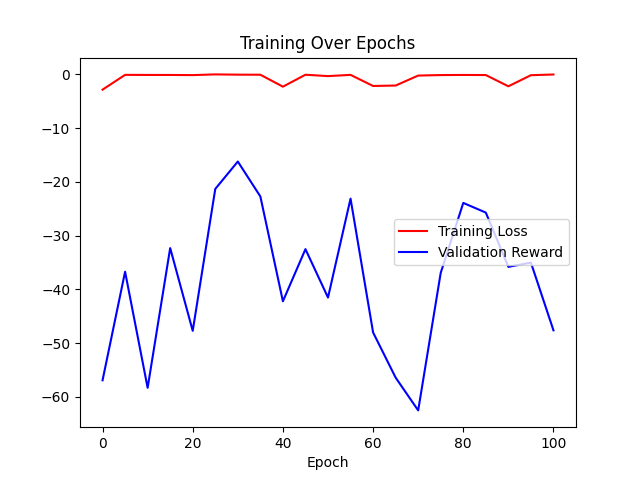 Training Over Epochs
0
−10
−20
−30
−40
−50
−60
Training Loss
Validation Reward
0 20 40 60 80 100
Epoch